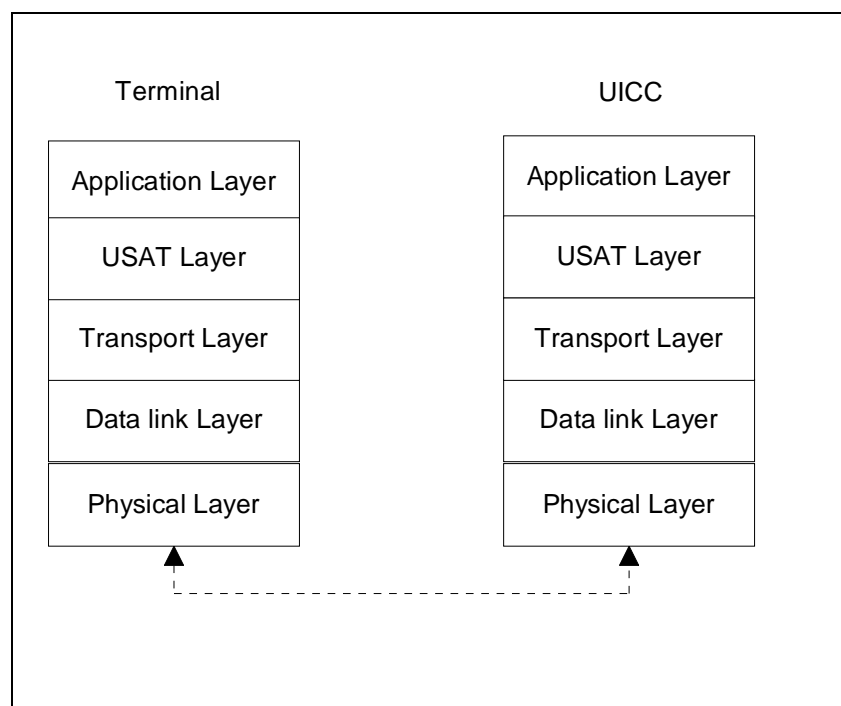 Terminal
UICC
Application Layer
Application Layer
USAT Layer
USAT Layer
Transport Layer
Transport Layer
Data link Layer
Data link Layer
Physical Layer
Physical Layer